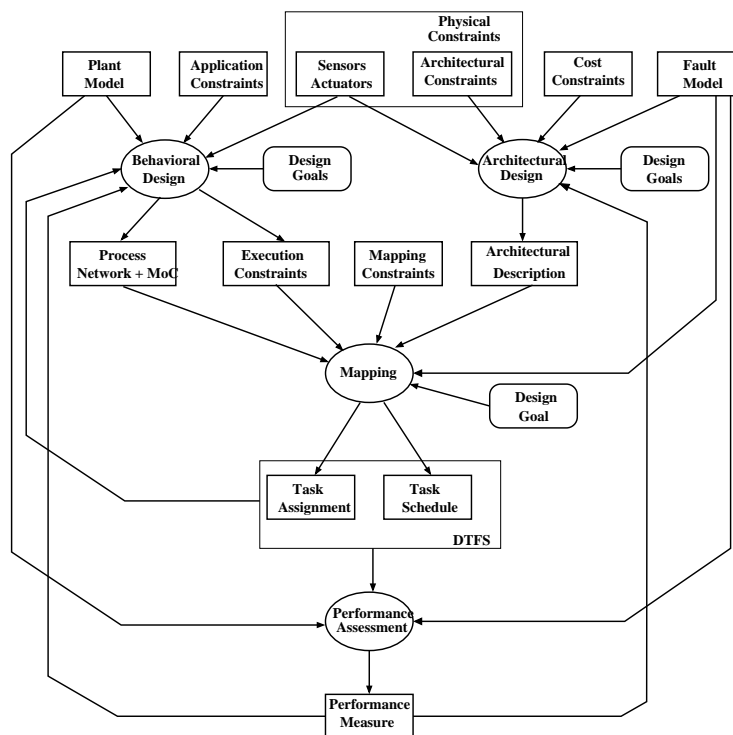 Physical
Constraints
Plant
Model
Application
Constraints
Sensors
Actuators
Architectural
Constraints
Cost
Constraints
Fault
Model
Behavioral
Design
Design
Goals
Architectural
Design
Design
Goals
Process
Network + MoC
Execution
Constraints
Mapping
Constraints
Architectural
Description
Mapping
Design
Goal
Task
Assignment
Task
Schedule
DTFS
Performance
Assessment
Performance
Measure